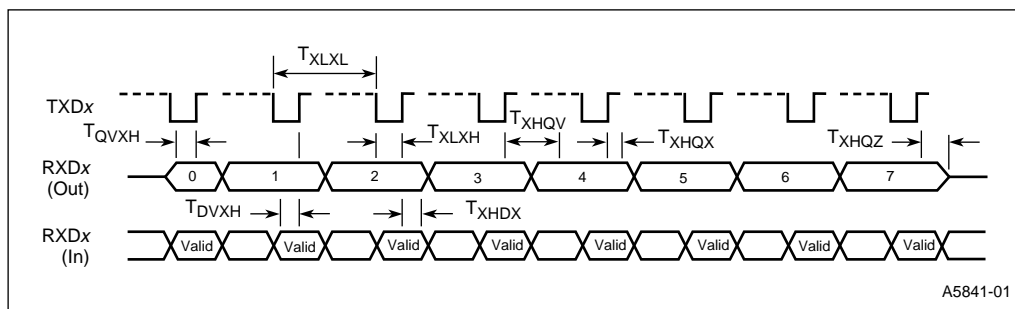 TXLXL
TXDx
TQVXH
TXLXH
TXHQV
TXHQX
TXHQZ
RXDx
(Out)
0 1 2 3 4 5 6 7
TDVXH
TXHDX
RXDx
(In)
Valid Valid Valid Valid Valid Valid Valid Valid
A5841-01